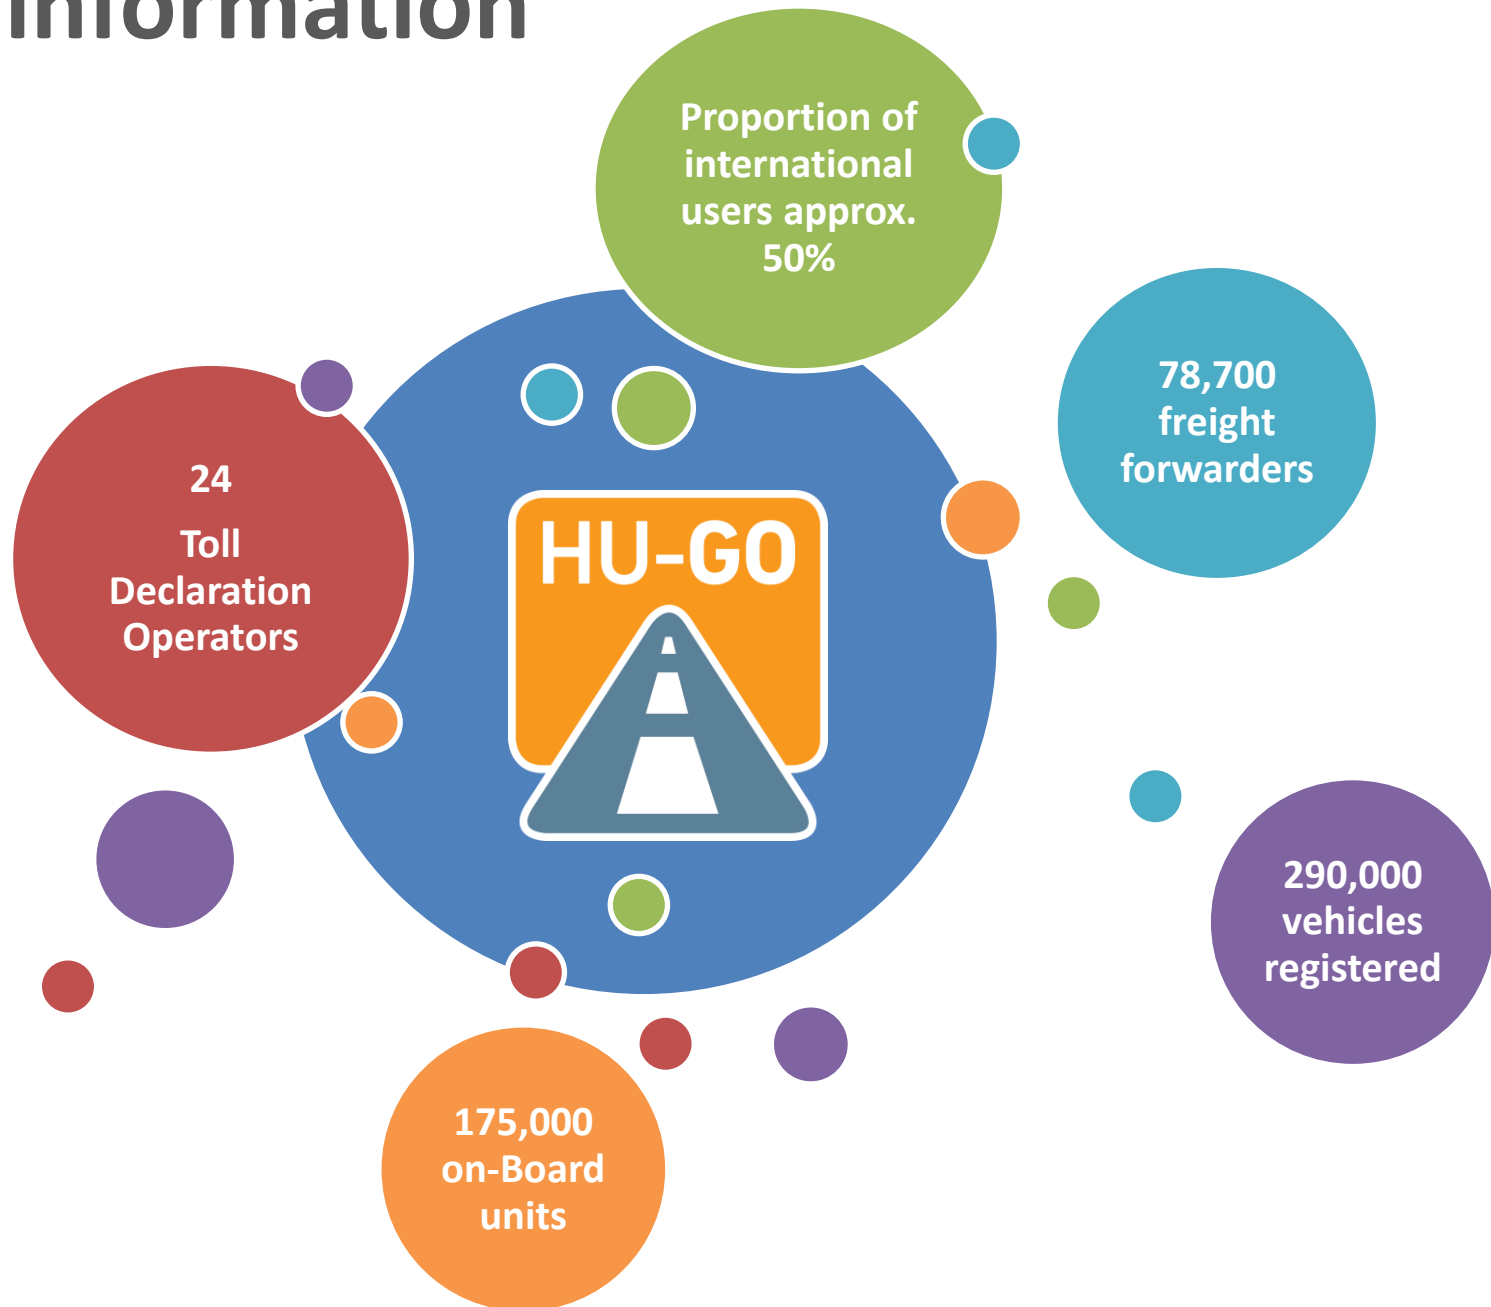 information
Proportion of
international
users approx.
50%
78,700
freight
forwarders
24
Toll
Declaration
Operators
HU-GO
290,000
vehicles
registered
175,000
on-Board
units